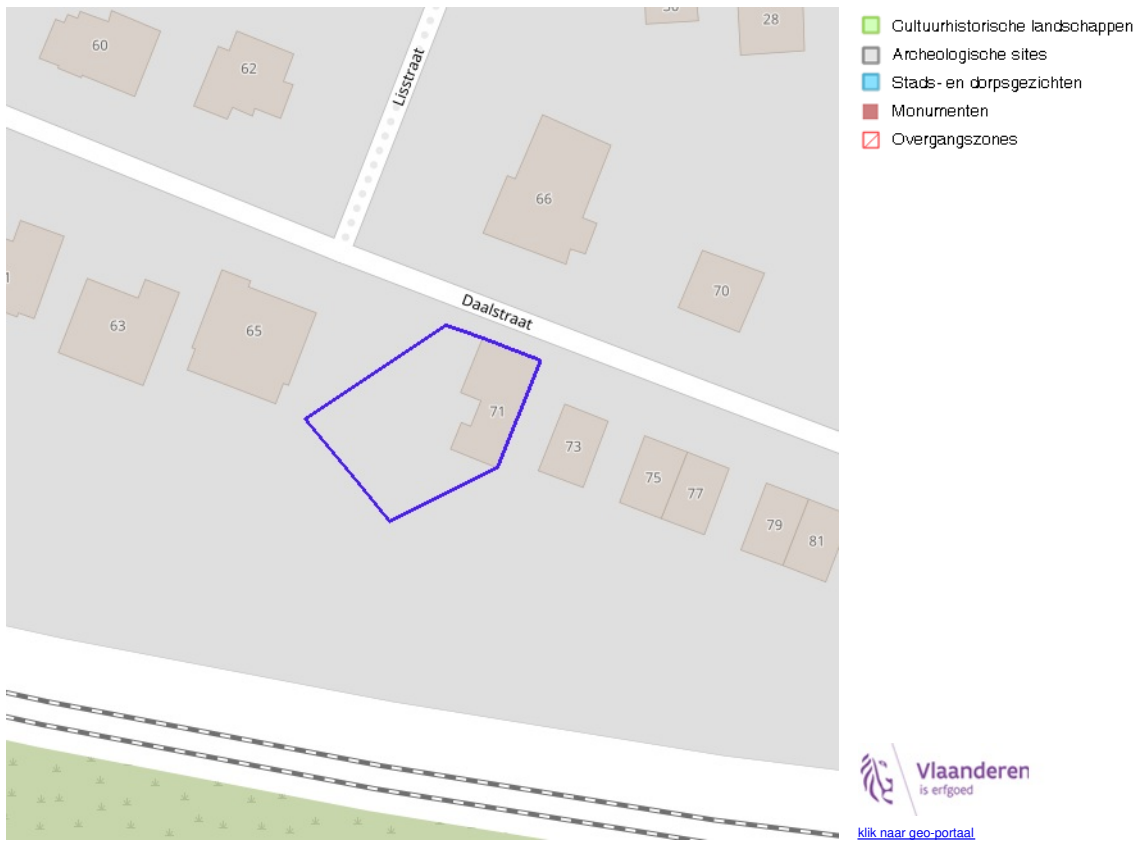 60
62
Lisstraat
28
66
70
Daalstraat
63
65
71
73
75
77
79
81
Cultuurhistorische landschappen
Archeologische sites
Stads- en dorpsgezichten
Monumenten
Overgangszones
Vlaanderen
is erfgoed
klik naar geo-portaal